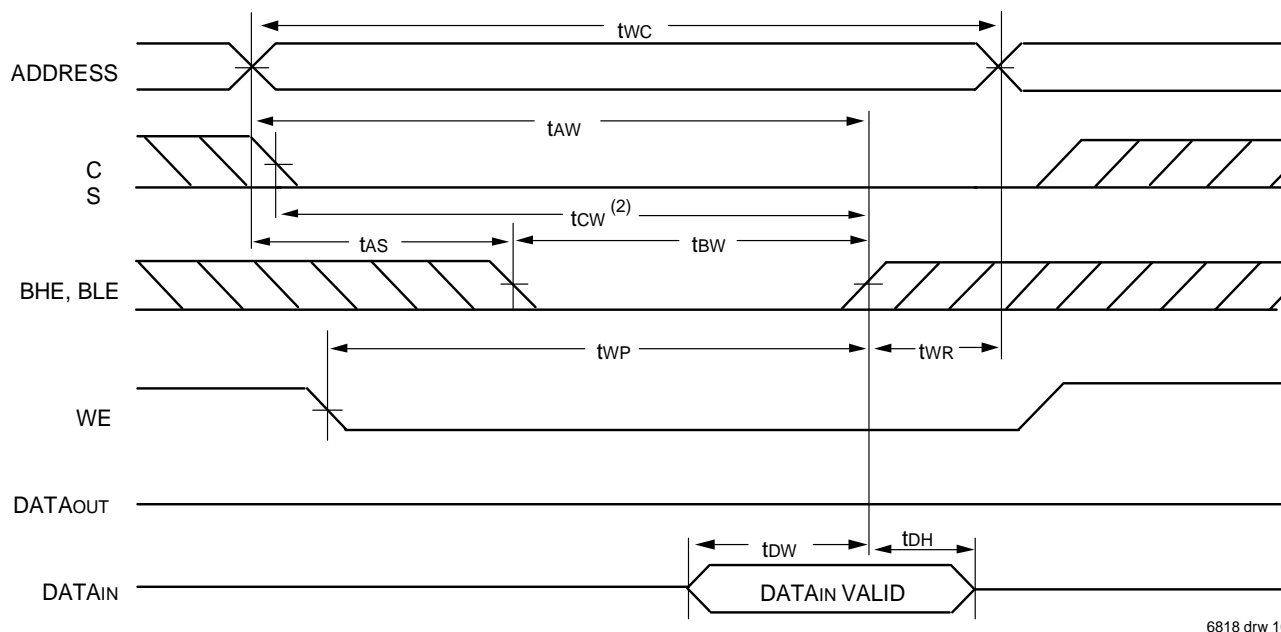 tWC
ADDRESS
tAW
C
S
tCW (2)
tAS
tBW
BHE, BLE
tWP
tWR
WE
DATAOUT
tDW
tDH
DATAIN
DATAIN VALID
6818 drw